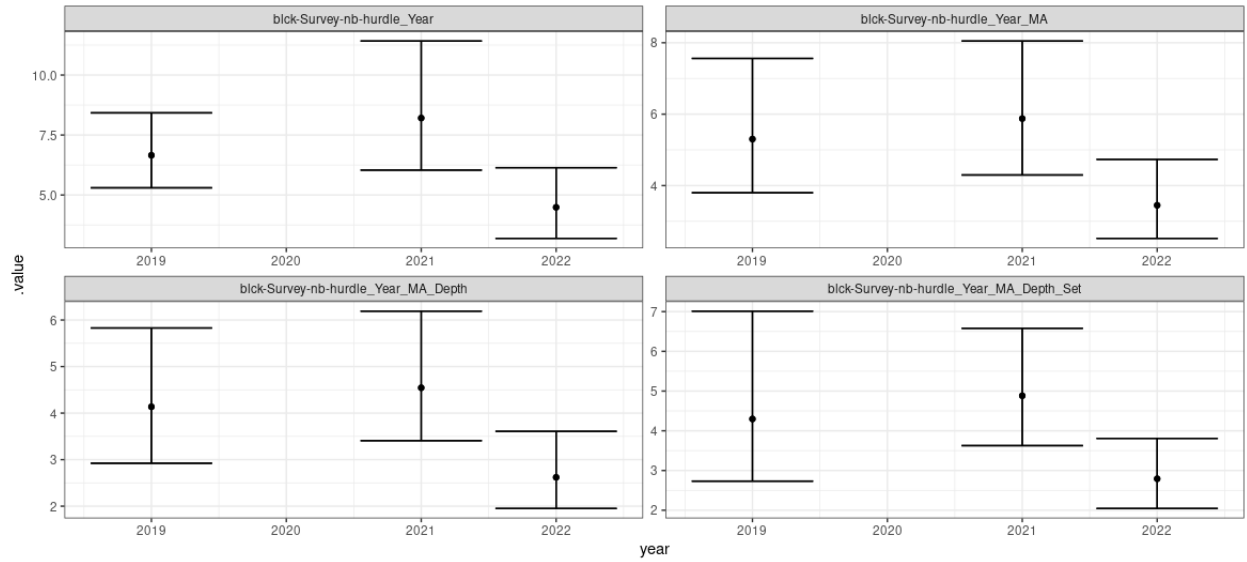 blck-Survey-nb-hurdle_Year
blck-Survey-nb-hurdle_Year_MA
10.0
7.5
5.0
8
6
4
2019 2020 2021 2022
2019 2020 2021 2022
.value
blck-Survey-nb-hurdle_Year_MA_Depth
blck-Survey-nb-hurdle_Year_MA_Depth_Set
6
5
4
3
2
7
6
5
4
3
2
2019 2020 2021 2022
2019 2020 2021 2022
year